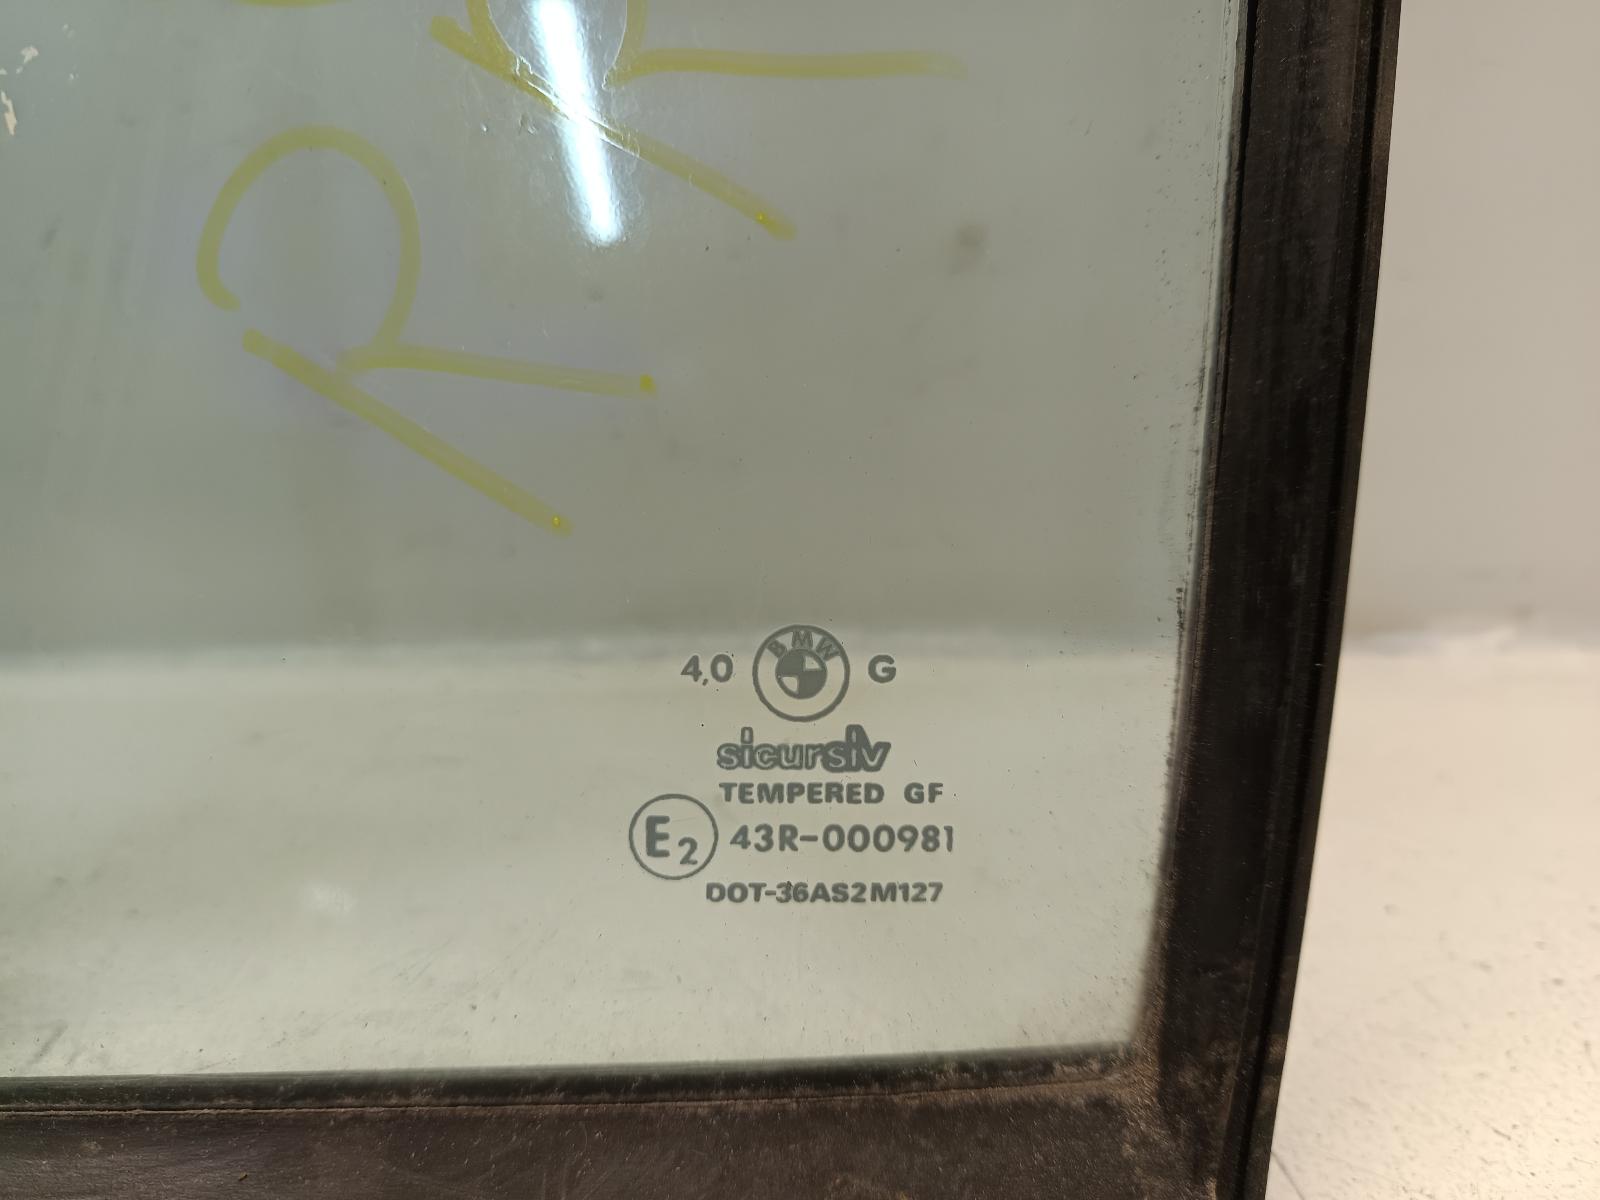 R
R
4,0 BMW G
sicursiv
TEMPERED GF
E2 43R-000981
DOT-36AS2M127